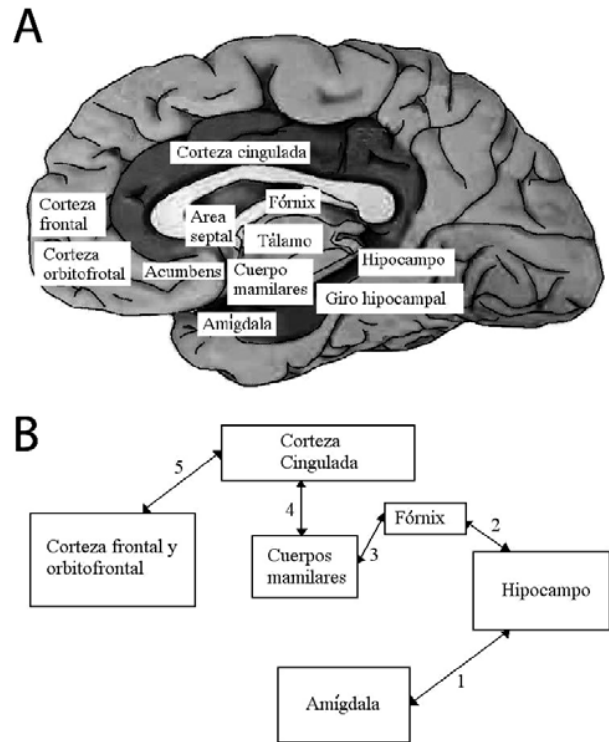 A
Corteza cingulada
Corteza
frontal
Fórnix
Area
septal
Tálamo
Corteza
orbitofrotal
Acumbens
Cuerpo
mamilares
Hipocampo
Giro hipocampal
Amígdala
B
Corteza
Cingulada
5
4
Fórnix
2
3
Corteza frontal y
orbitofrontal
Cuerpos
mamilares
Hipocampo
1
Amígdala